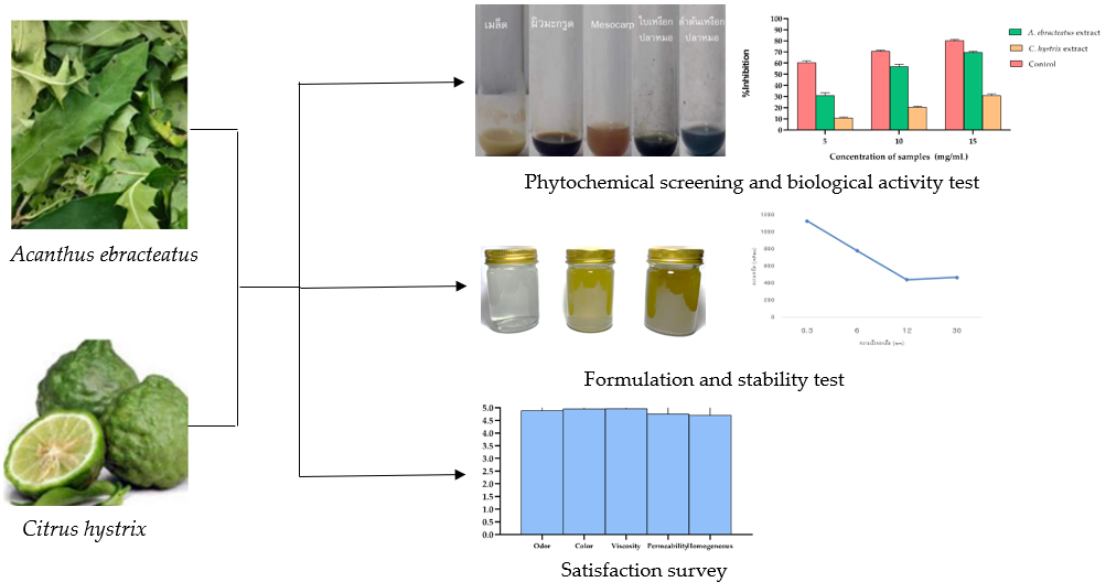 Acanthus ebracteatus
Citrus hystrix
เมล็ด
ผิวมะกรูด
Mesocarp
ใบเหงือก
ปลาหมอ
ลำต้นเหงือก
ปลาหมอ
%Inhibition
100
90
80
70
60
50
40
30
20
10
0
5
10
15
Concentration of samples (mg/mL)
A. ebracteatus extract
C. hystrix extract
Control
Phytochemical screening and biological activity test
1000
800
600
400
200
0
0.3
6
12
30
Formulation and stability test
5.0
4.5
4.0
3.5
3.0
2.5
2.0
1.5
1.0
0.5
0.0
Odor
Color
Viscosity
Permeability
Homogeneous
Satisfaction survey